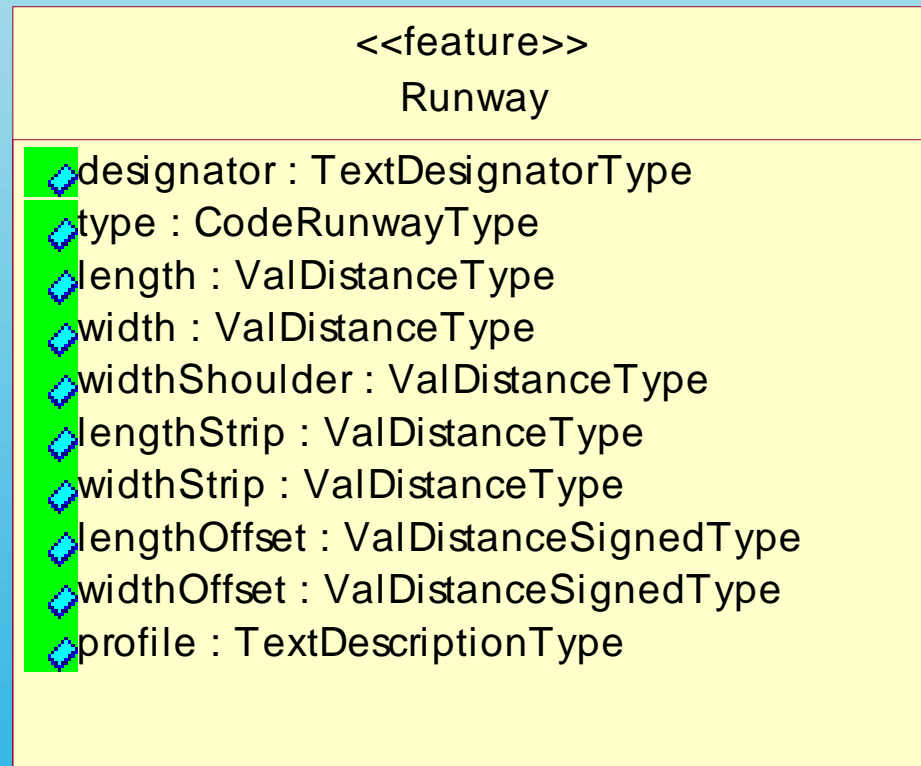 <<feature>>
Runway
designator : TextDesignatorType
type : CodeRunwayType
length : ValDistanceType
width : ValDistanceType
widthShoulder : ValDistanceType
lengthStrip : ValDistanceType
widthStrip : ValDistanceType
lengthOffset : ValDistanceSignedType
widthOffset : ValDistanceSignedType
profile : TextDescriptionType